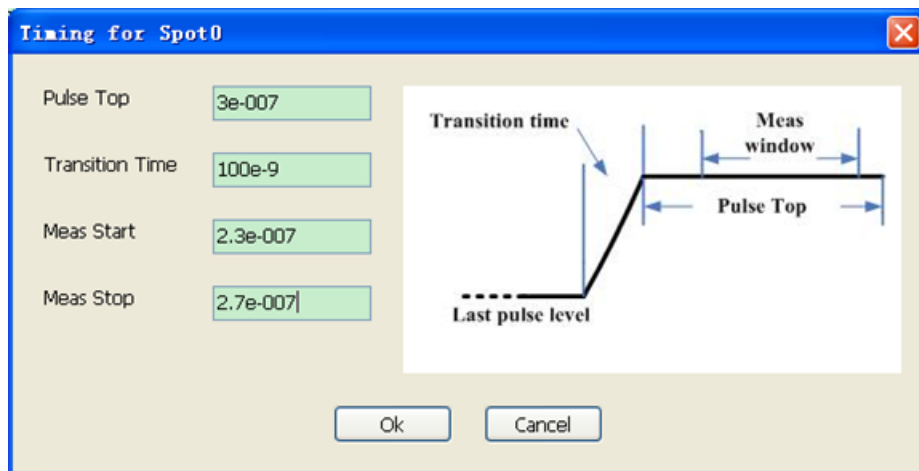 Timing for Spot0
Pulse Top
3e-007
Transition Time
100e-9
Meas Start
2.3e-007
Meas Stop
2.7e-007
Transition time
Meas
window
Pulse Top
Last pulse level
Ok
Cancel